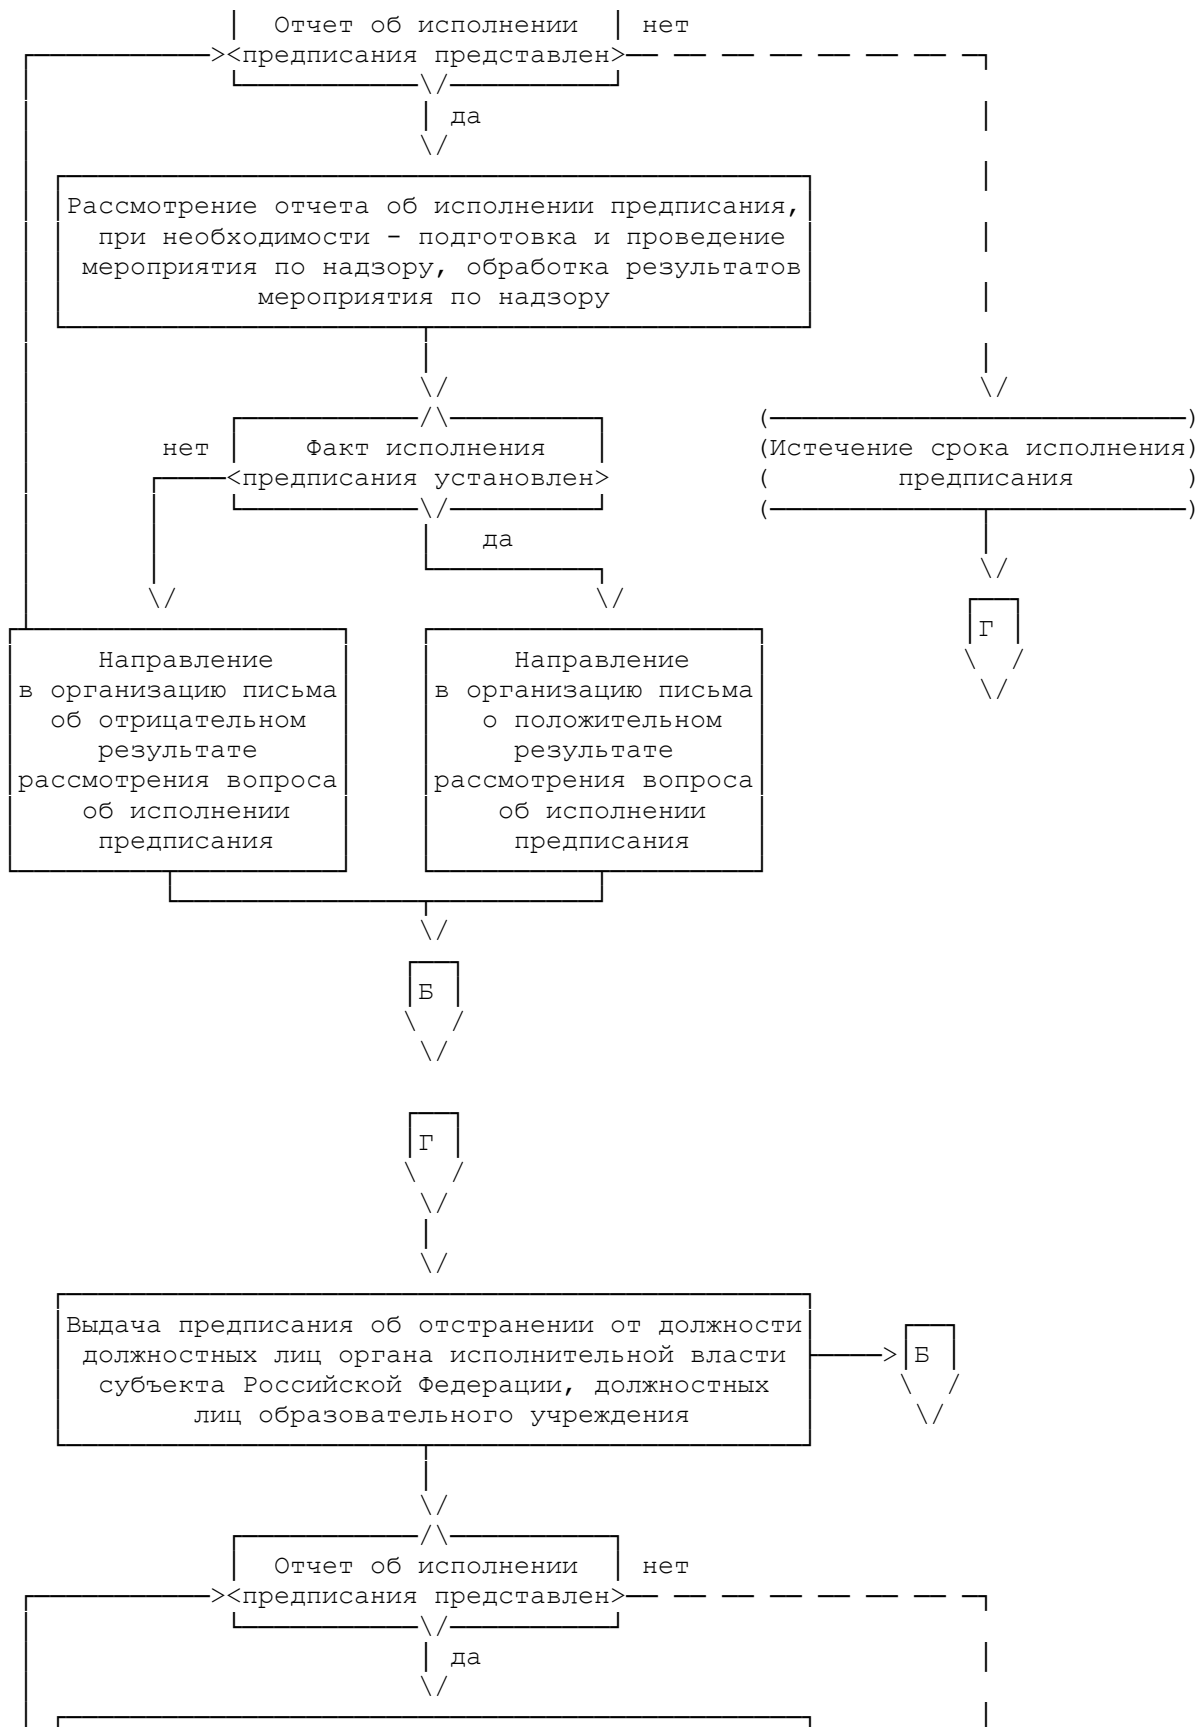 Отчет об исполнении нет
предписания представлен
да
Рассмотрение отчета об исполнении предписания,
при необходимости - подготовка и проведение
мероприятия по надзору, обработка результатов
мероприятия по надзору
нет Факт исполнения
предписания установлен
да
Истечение срока исполнения
предписания
Г
Направление
в организацию письма
об отрицательном
результате
рассмотрения вопроса
об исполнении
предписания
Направление
в организацию письма
о положительном
результате
рассмотрения вопроса
об исполнении
предписания
Б
Г
Выдача предписания об отстранении от должности
должностных лиц органа исполнительной власти
субъекта Российской Федерации, должностных
лиц образовательного учреждения
Б
Отчет об исполнении нет
предписания представлен
да